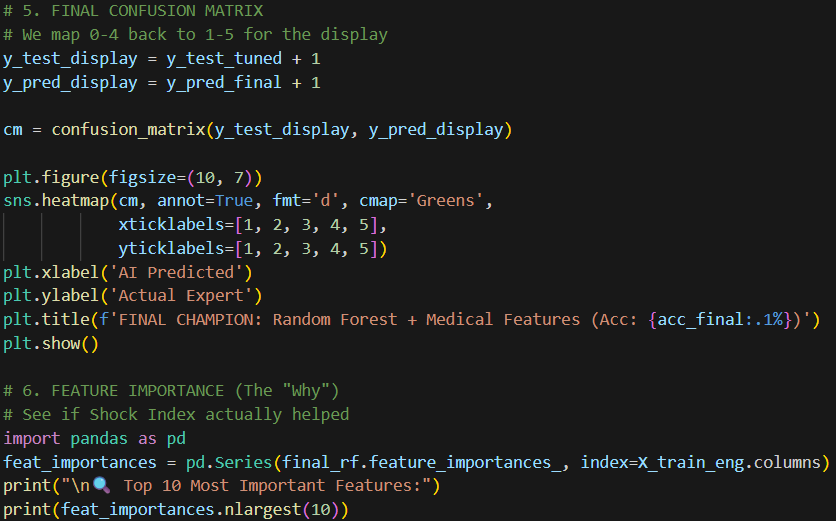 # 5. FINAL CONFUSION MATRIX
# We map 0-4 back to 1-5 for the display
y_test_display = y_test_tuned + 1
y_pred_display = y_pred_final + 1

cm = confusion_matrix(y_test_display, y_pred_display)

plt.figure(figsize=(10, 7))
sns.heatmap(cm, annot=True, fmt='d', cmap='Greens',
            xticklabels=[1, 2, 3, 4, 5],
            yticklabels=[1, 2, 3, 4, 5])
plt.xlabel('AI Predicted')
plt.ylabel('Actual Expert')
plt.title(f'FINAL CHAMPION: Random Forest + Medical Features (Acc: {acc_final:.1%})')
plt.show()

# 6. FEATURE IMPORTANCE (The "Why")
# See if Shock Index actually helped
import pandas as pd
feat_importances = pd.Series(final_rf.feature_importances_, index=X_train_eng.columns)
print("\n🔍 Top 10 Most Important Features:")
print(feat_importances.nlargest(10))